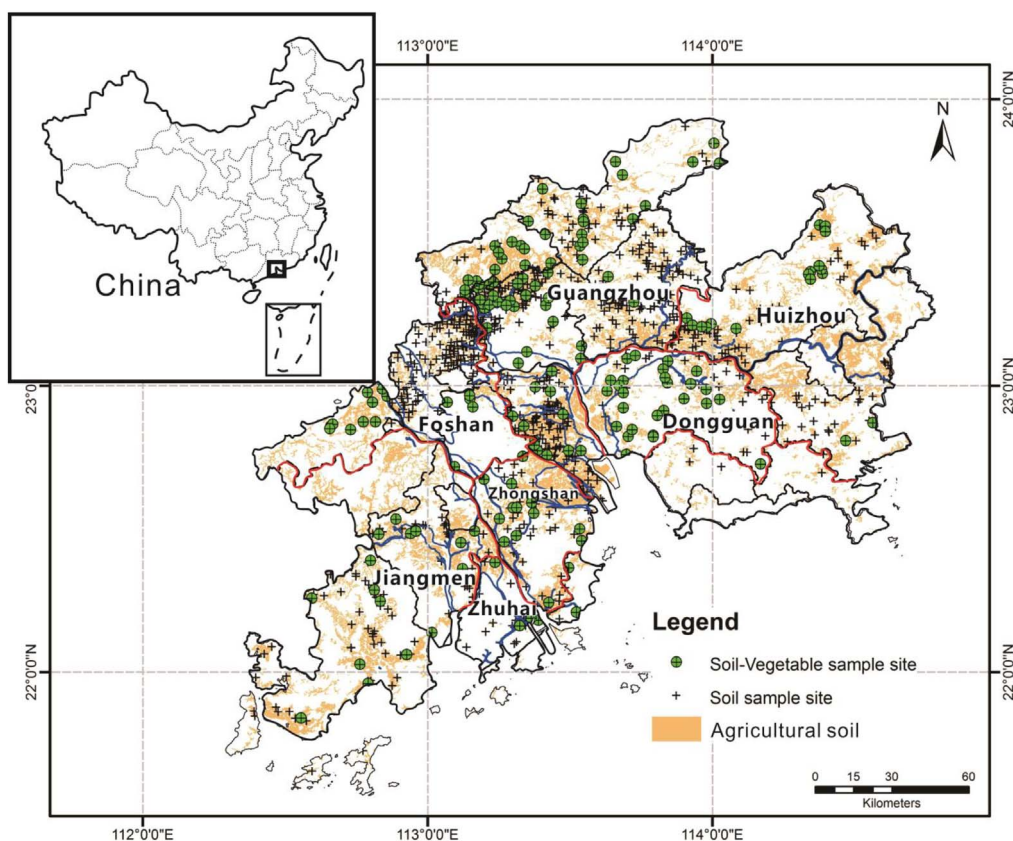 113°0'0"E
114°0'0"E
24°0'0"N
N
China
Guangzhou
Huizhou
23°0'0"N
23°0'0"N
Foshan
Dongguan
Zhongshan
Jiangmen
Zhuhai
Legend
Soil-Vegetable sample site
22°0'0"N
22°0'0"N
Soil sample site
Agricultural soil
0 15 30 60
Kilometers
112°0'0"E
113°0'0"E
114°0'0"E